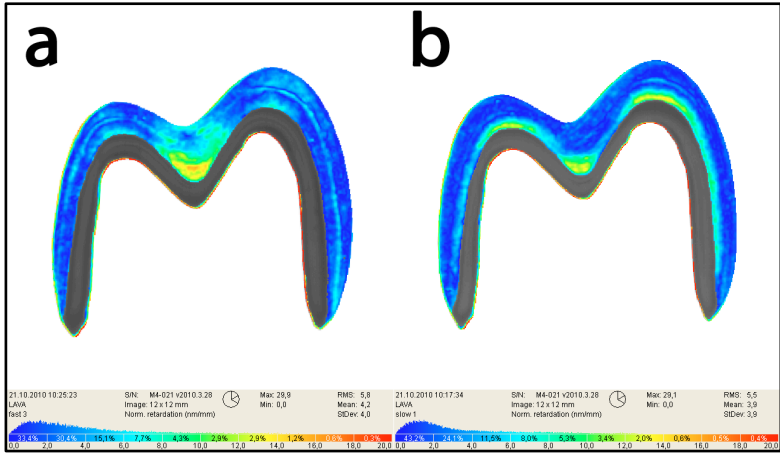 a
b
21.10.2010 10:25:23 S/N: M4-021 v2010.3.28 Max: 29,9 RMS: 5,8
LAVA Image: 12 x 12 mm Min: 0,0 Mean: 4,2
fast 3 Norm. retardation (nm/mm) StDev: 4,0
33,4% 30,4% 15,1% 7,7% 4,3% 2,9% 2,9% 1,2% 0,6% 0,3%
0,0 2,0 4,0 6,0 8,0 10,0 12,0 14,0 16,0 18,0 20,0
21.10.2010 10:17:34 S/N: M4-021 v2010.3.28 Max: 29,1 RMS: 5,5
LAVA Image: 12 x 12 mm Min: 0,0 Mean: 3,9
slow 1 Norm. retardation (nm/mm) StDev: 3,9
43,2% 24,1% 11,5% 8,0% 5,3% 3,4% 2,0% 0,6% 0,5% 0,4%
0,0 2,0 4,0 6,0 8,0 10,0 12,0 14,0 16,0 18,0 20,0